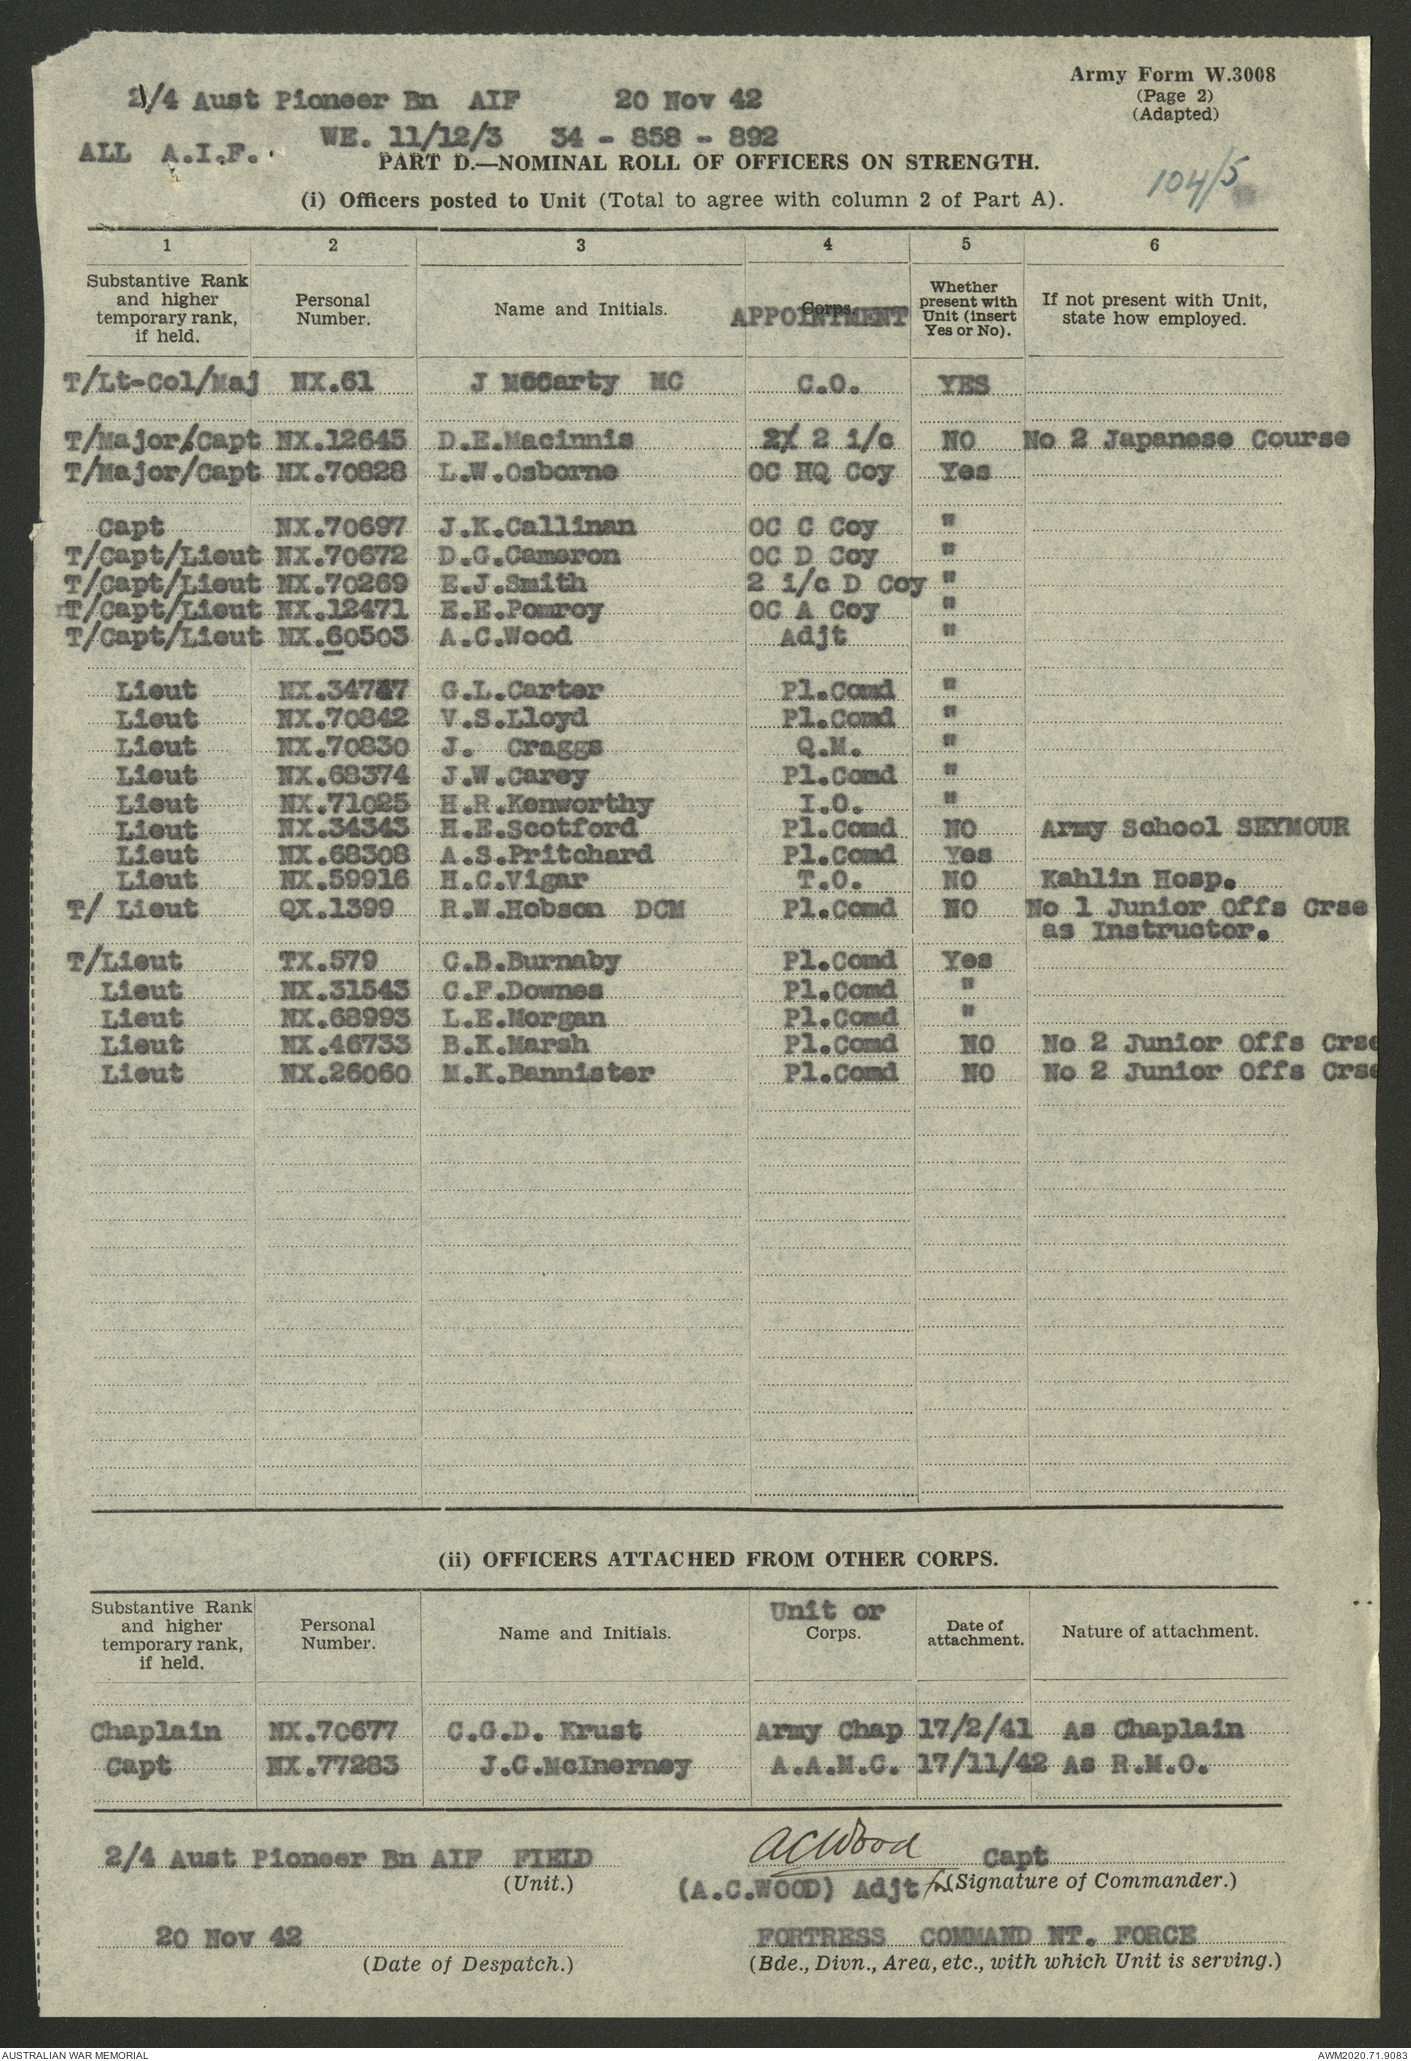 Army Form W.3008
(Page 2)
(Adapted)
2/4 Aust Pioneer Bn AIF 20 Nov 42
WE. 11/12/3 34 - 858 - 892
ALL A.I.F.
PART D.—NOMINAL ROLL OF OFFICERS ON STRENGTH.
104/5
(i) Officers posted to Unit (Total to agree with column 2 of Part A).
1 2 3 4 5 6
Substantive Rank and higher temporary rank, if held. Personal Number. Name and Initials. Corps. APPOINTMENT Whether present with Unit (insert Yes or No). If not present with Unit, state how employed.
T/Lt-Col/Maj NX.61 J McCarty MC C.O. YES
T/Major/Capt NX.12645 D.E.Macinnis 2/ 2 i/c NO No 2 Japanese Course
T/Major/Capt NX.70828 L.W.Osborne OC HQ Coy Yes
Capt NX.70697 J.K.Callinan OC C Coy "
T/Capt/Lieut NX.70672 D.G.Cameron OC D Coy "
T/Capt/Lieut NX.70269 E.J.Smith 2 i/c D Coy "
T/Capt/Lieut NX.12471 E.E.Pomroy OC A Coy "
T/Capt/Lieut NX.60503 A.C.Wood Adjt "
Lieut NX.34747 G.L.Carter Pl.Comd "
Lieut NX.70842 V.S.Lloyd Pl.Comd "
Lieut NX.70830 J. Craggs Q.M. "
Lieut NX.68374 J.W.Carey Pl.Comd "
Lieut NX.71025 H.R.Kenworthy I.O. "
Lieut NX.34343 H.E.Scotford Pl.Comd NO Army School SEYMOUR
Lieut NX.68308 A.S.Pritchard Pl.Comd Yes
Lieut NX.59916 H.C.Vigar T.O. NO Kahlin Hosp.
T/ Lieut QX.1399 R.W.Hobson DCM Pl.Comd NO No 1 Junior Offs Crse
as Instructor.
T/Lieut TX.579 C.B.Burnaby Pl.Comd Yes
Lieut NX.31543 C.F.Downes Pl.Comd "
Lieut NX.68993 L.E.Morgan Pl.Comd "
Lieut NX.46733 B.K.Marsh Pl.Comd NO No 2 Junior Offs Crse
Lieut NX.26060 M.K.Bannister Pl.Comd NO No 2 Junior Offs Crse
(ii) OFFICERS ATTACHED FROM OTHER CORPS.
Substantive Rank and higher temporary rank, if held. Personal Number. Name and Initials. Unit or Corps. Date of attachment. Nature of attachment.
Chaplain NX.70677 C.G.D. Krust Army Chap 17/2/41 As Chaplain
Capt NX.77283 J.C.McInerney A.A.M.C. 17/11/42 As R.M.O.
2/4 Aust Pioneer Bn AIF FIELD ACWood Capt
(Unit.) (A.C.WOOD) Adjt for (Signature of Commander.)
20 Nov 42 FORTRESS COMMAND NT. FORCE
(Date of Despatch.) (Bde., Divn., Area, etc., with which Unit is serving.)
AUSTRALIAN WAR MEMORIAL AWM2020.71.9083